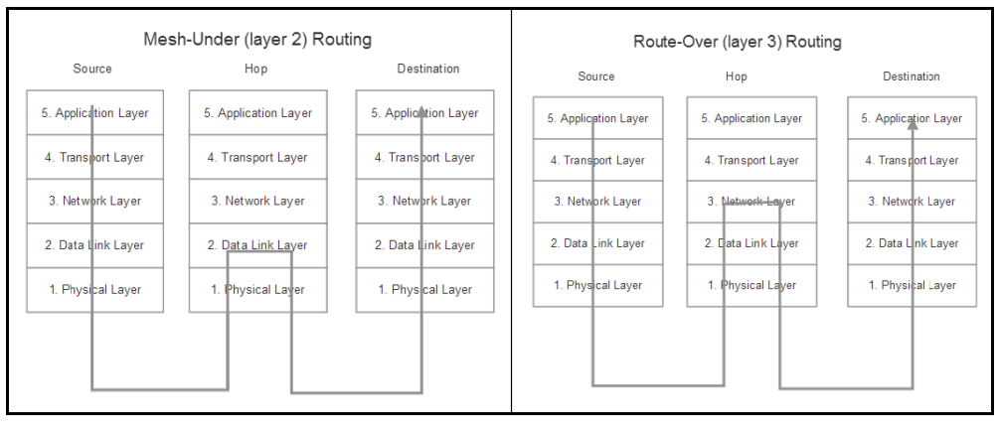 Mesh-Under (layer 2) Routing
Source
Hop
Destination
5. Application Layer
4. Transport Layer
3. Network Layer
2. Data Link Layer
1. Physical Layer
5. Application Layer
4. Transport Layer
3. Network Layer
2. Data Link Layer
1. Physical Layer
5. Application Layer
4. Transport Layer
3. Network Layer
2. Data Link Layer
1. Physical Layer
Route-Over (layer 3) Routing
Source
Hop
Destination
5. Application Layer
4. Transport Layer
3. Network Layer
2. Data Link Layer
1. Physical Layer
5. Application Layer
4. Transport Layer
3. Network Layer
2. Data Link Layer
1. Physical Layer
5. Application Layer
4. Transport Layer
3. Network Layer
2. Data Link Layer
1. Physical Layer